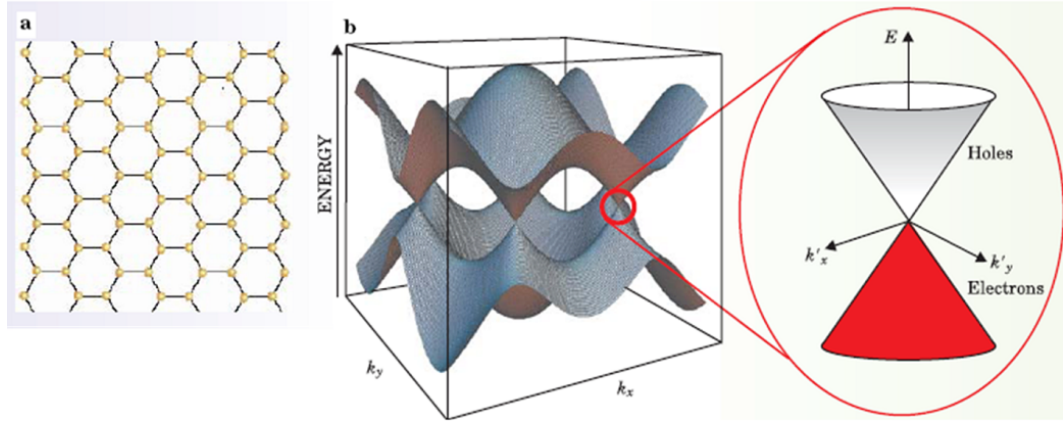 a
b
ENERGY
k_y
k_x
E
Holes
k'_x
k'_y
Electrons